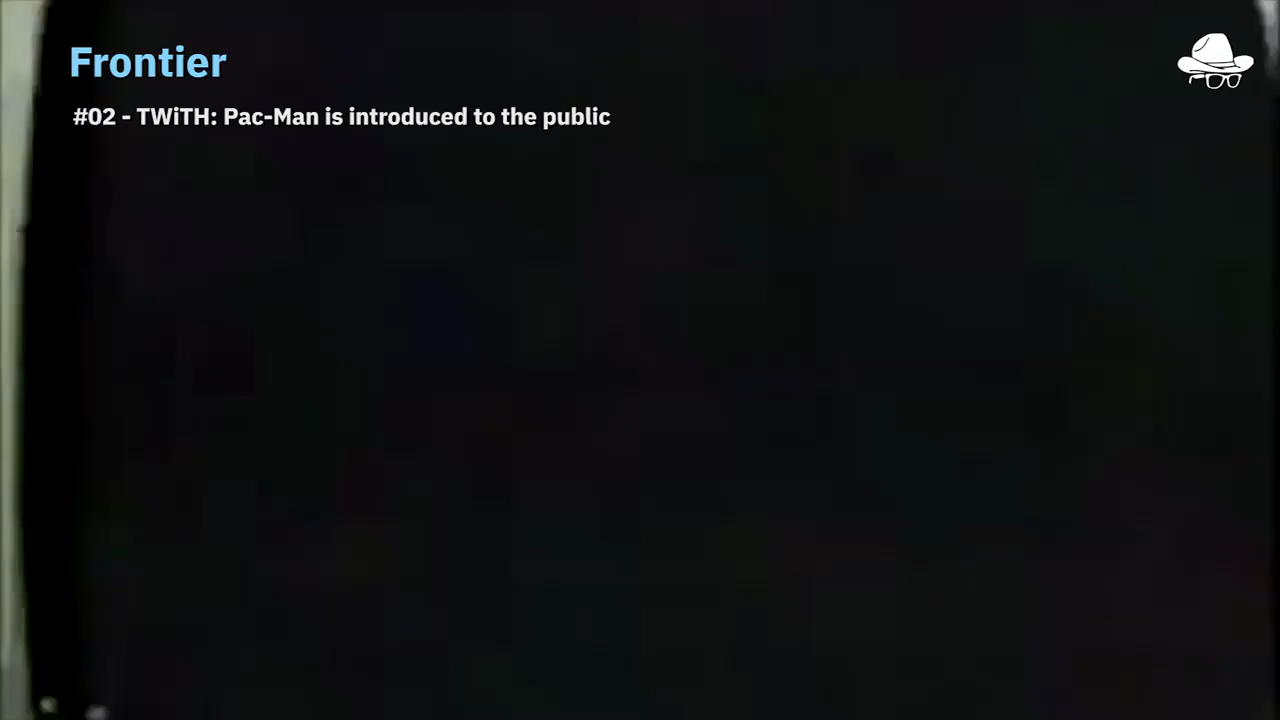 Frontier
#02 - TWiTH: Pac-Man is introduced to the public